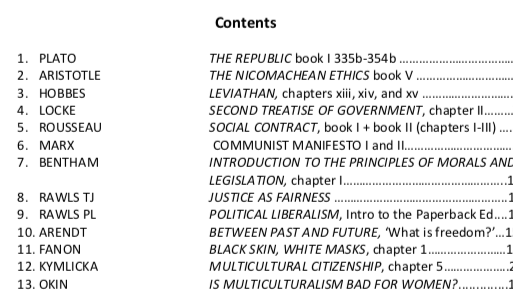 Contents
1. PLATO THE REPUBLIC book I 335b-354b ..................................
2. ARISTOTLE THE NICOMACHEAN ETHICS book V .............................
3. HOBBES LEVIATHAN, chapters xiii, xiv, and xv ......................
4. LOCKE SECOND TREATISE OF GOVERNMENT, chapter II........
5. ROUSSEAU SOCIAL CONTRACT, book I + book II (chapters I-III) ....
6. MARX COMMUNIST MANIFESTO I and II...........................
7. BENTHAM INTRODUCTION TO THE PRINCIPLES OF MORALS AND
LEGISLATION, chapter I..........................................1
8. RAWLS TJ JUSTICE AS FAIRNESS ............................................1
9. RAWLS PL POLITICAL LIBERALISM, Intro to the Paperback Ed....1
10. ARENDT BETWEEN PAST AND FUTURE, ‘What is freedom?’...1
11. FANON BLACK SKIN, WHITE MASKS, chapter 1....................1
12. KYMLICKA MULTICULTURAL CITIZENSHIP, chapter 5....................2
13. OKIN IS MULTICULTURALISM BAD FOR WOMEN?..............1